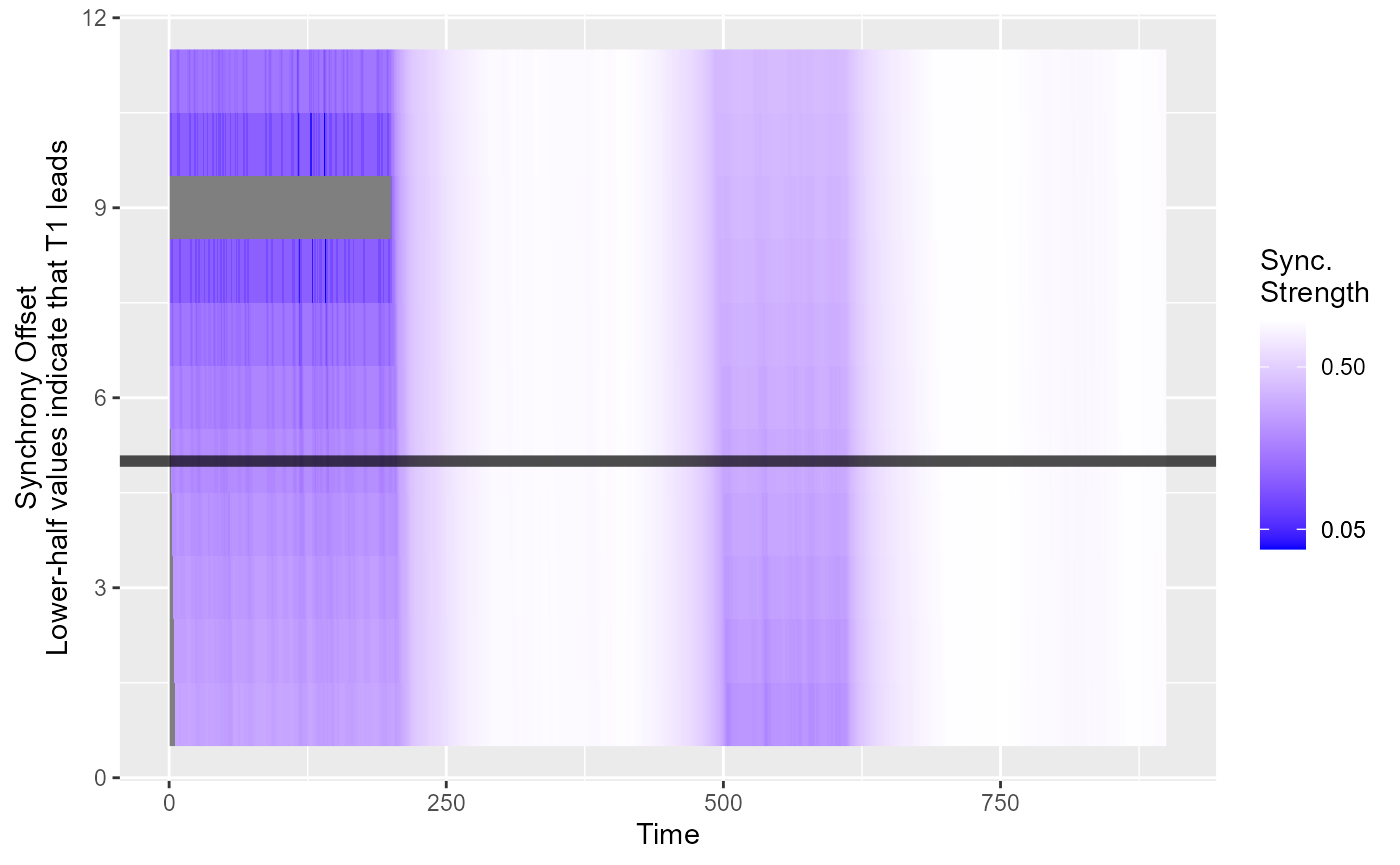 12
9
6
3
0
Synchrony Offset
Lower-half values indicate that T1 leads
0
250
500
750
Time
Sync.
Strength
0.50
0.05